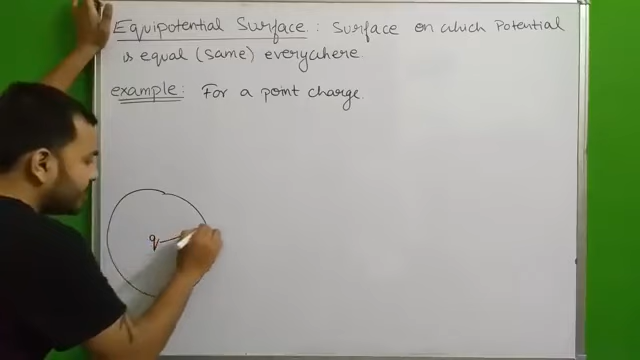 Equipotential Surface : Surface on which Potential
is equal (same) everywhere.
example : For a point charge.
q